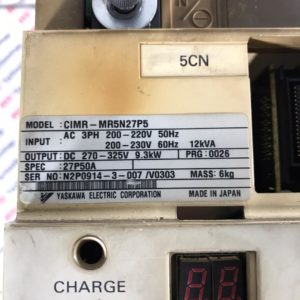 5CN
MODEL : CIMR-MR5N27P5
INPUT : AC 3PH 200-220V 50Hz
200-230V 60Hz 12kVA
OUTPUT: DC 270-325V 9.3kW PRG:0026
SPEC : 27P50A
SER NO : N2P0914-3-007 /V0303 MASS: 6kg
YASKAWA ELECTRIC CORPORATION MADE IN JAPAN
CHARGE